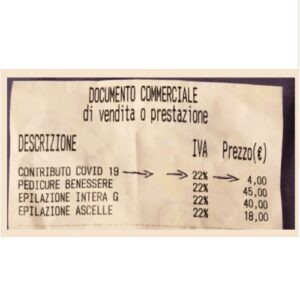 DOCUMENTO COMMERCIALE
di vendita o prestazione
DESCRIZIONE IVA Prezzo(€)
CONTRIBUTO COVID 19 22% 4,00
PEDICURE BENESSERE 22% 45,00
EPILAZIONE INTERA G 22% 40,00
EPILAZIONE ASCELLE 22% 18,00